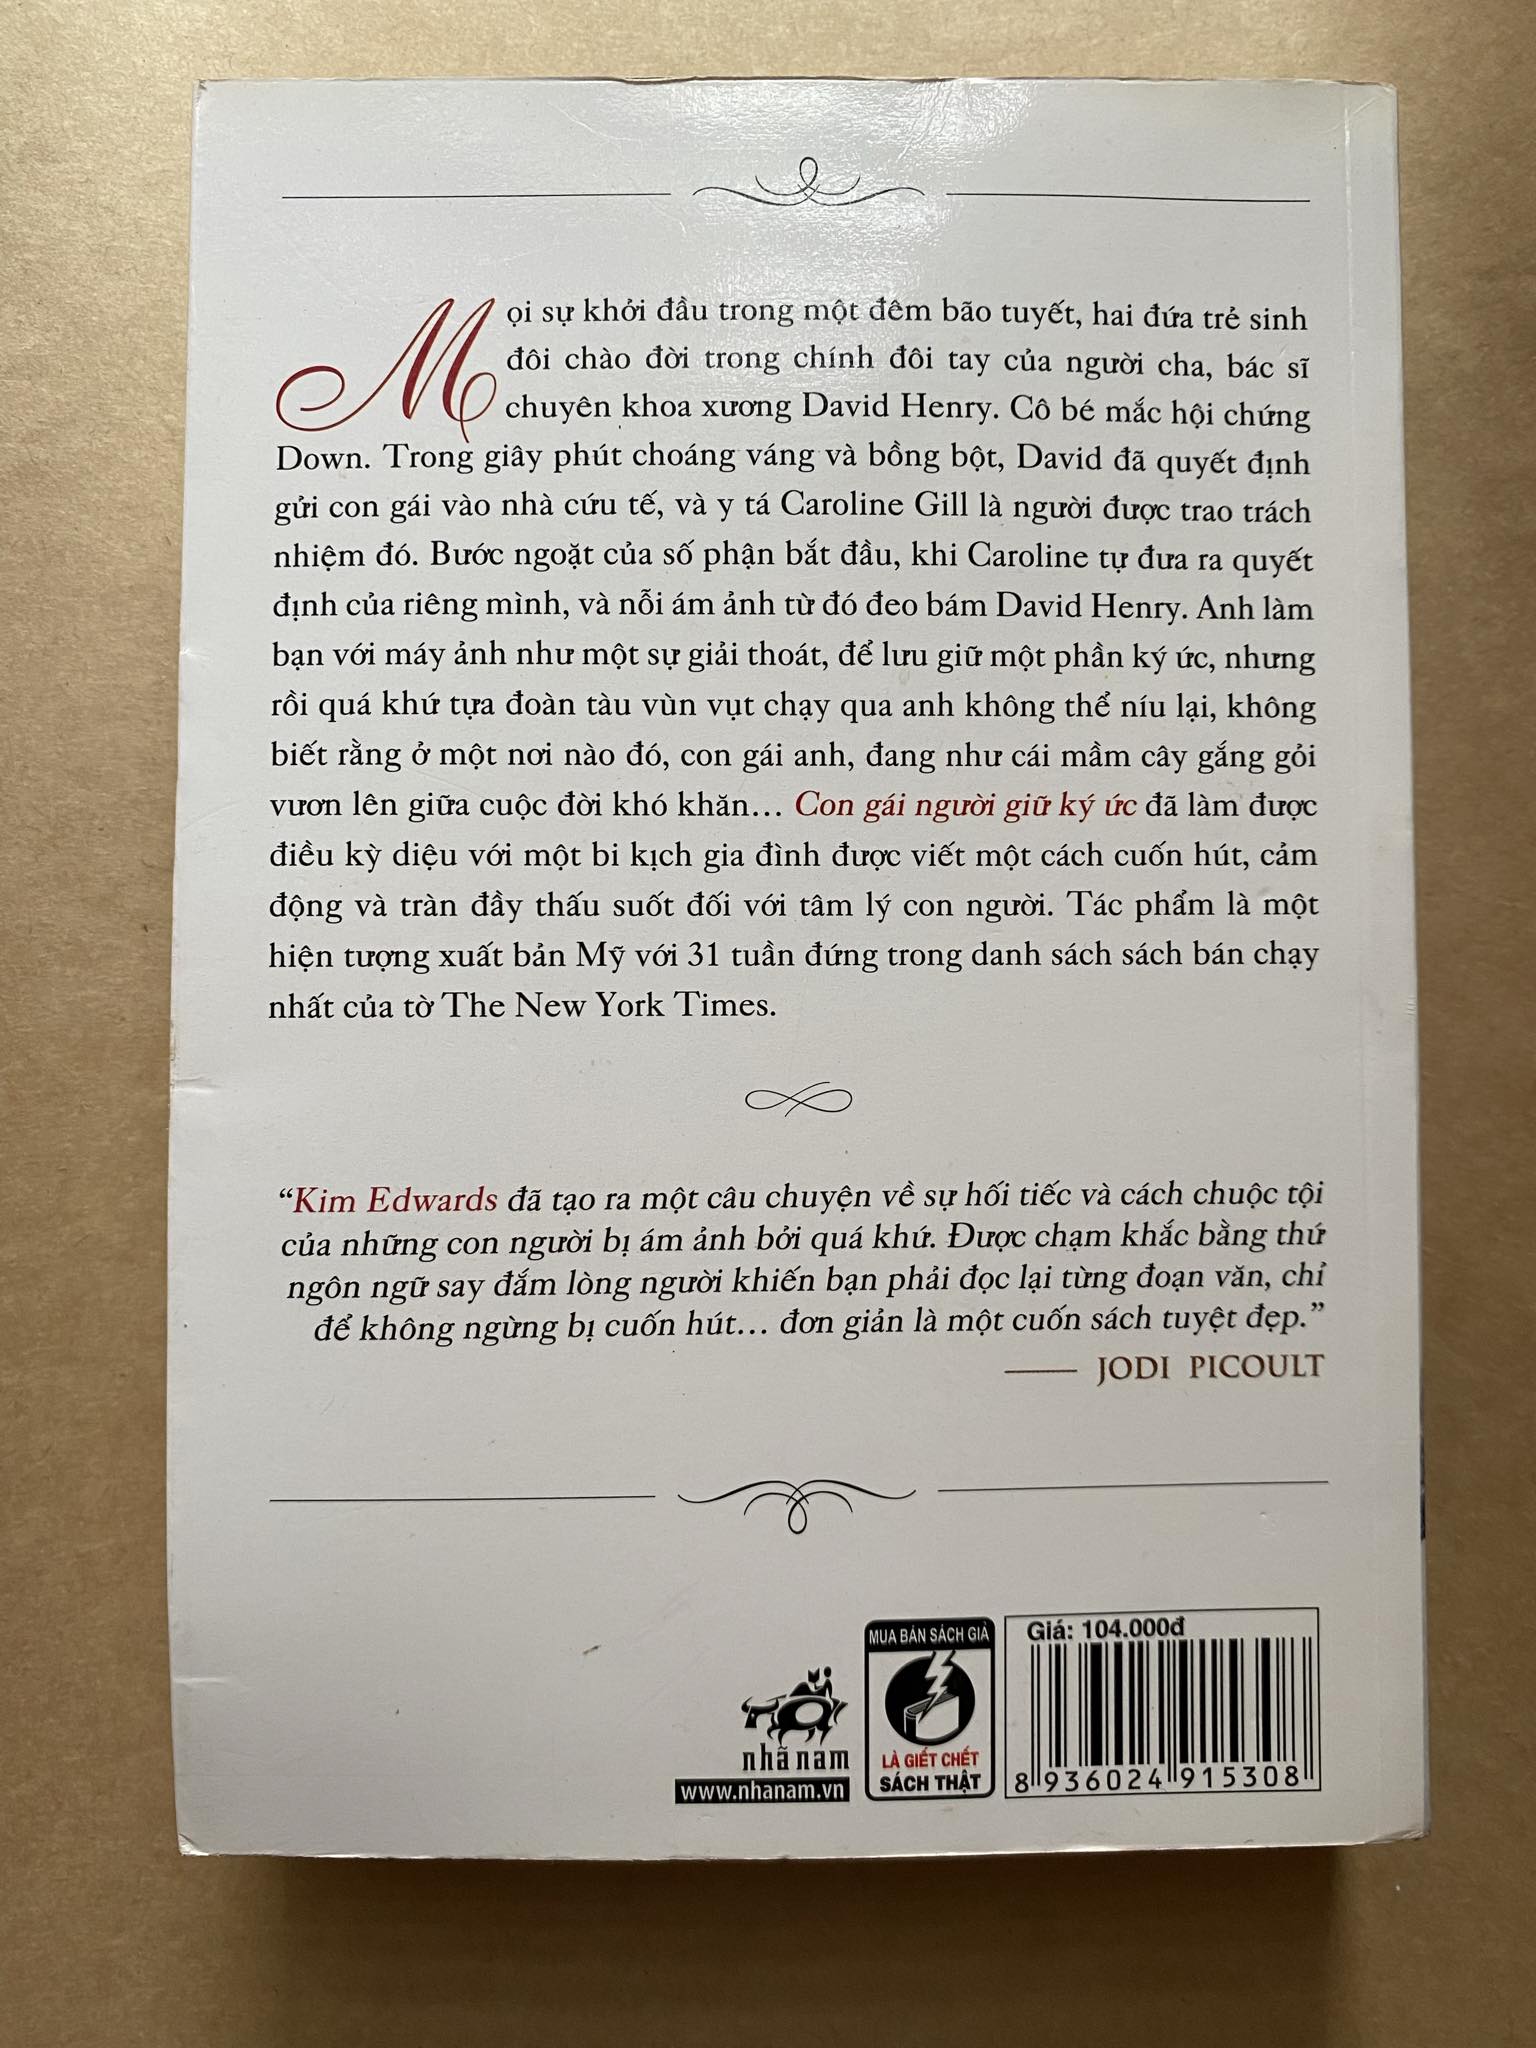 Mọi sự khởi đầu trong một đêm bão tuyết, hai đứa trẻ sinh
đôi chào đời trong chính đôi tay của người cha, bác sĩ
chuyên khoa xương David Henry. Cô bé mắc hội chứng
Down. Trong giây phút choáng váng và bồng bột, David đã quyết định
gửi con gái vào nhà cứu tế, và y tá Caroline Gill là người được trao trách
nhiệm đó. Bước ngoặt của số phận bắt đầu, khi Caroline tự đưa ra quyết
định của riêng mình, và nỗi ám ảnh từ đó đeo bám David Henry. Anh làm
bạn với máy ảnh như một sự giải thoát, để lưu giữ một phần ký ức, nhưng
rồi quá khứ tựa đoàn tàu vùn vụt chạy qua anh không thể níu lại, không
biết rằng ở một nơi nào đó, con gái anh, đang như cái mầm cây gắng gỏi
vươn lên giữa cuộc đời khó khăn... Con gái người giữ ký ức đã làm được
điều kỳ diệu với một bi kịch gia đình được viết một cách cuốn hút, cảm
động và tràn đầy thấu suốt đối với tâm lý con người. Tác phẩm là một
hiện tượng xuất bản Mỹ với 31 tuần đứng trong danh sách sách bán chạy
nhất của tờ The New York Times.
“Kim Edwards đã tạo ra một câu chuyện về sự hối tiếc và cách chuộc tội
của những con người bị ám ảnh bởi quá khứ. Được chạm khắc bằng thứ
ngôn ngữ say đắm lòng người khiến bạn phải đọc lại từng đoạn văn, chỉ
để không ngừng bị cuốn hút... đơn giản là một cuốn sách tuyệt đẹp.”
JODI PICOULT
nhã nam
www.nhanam.vn
MUA BÁN SÁCH GIẢ
LÀ GIẾT CHẾT
SÁCH THẬT
Giá: 104.000đ
8 936024 915308